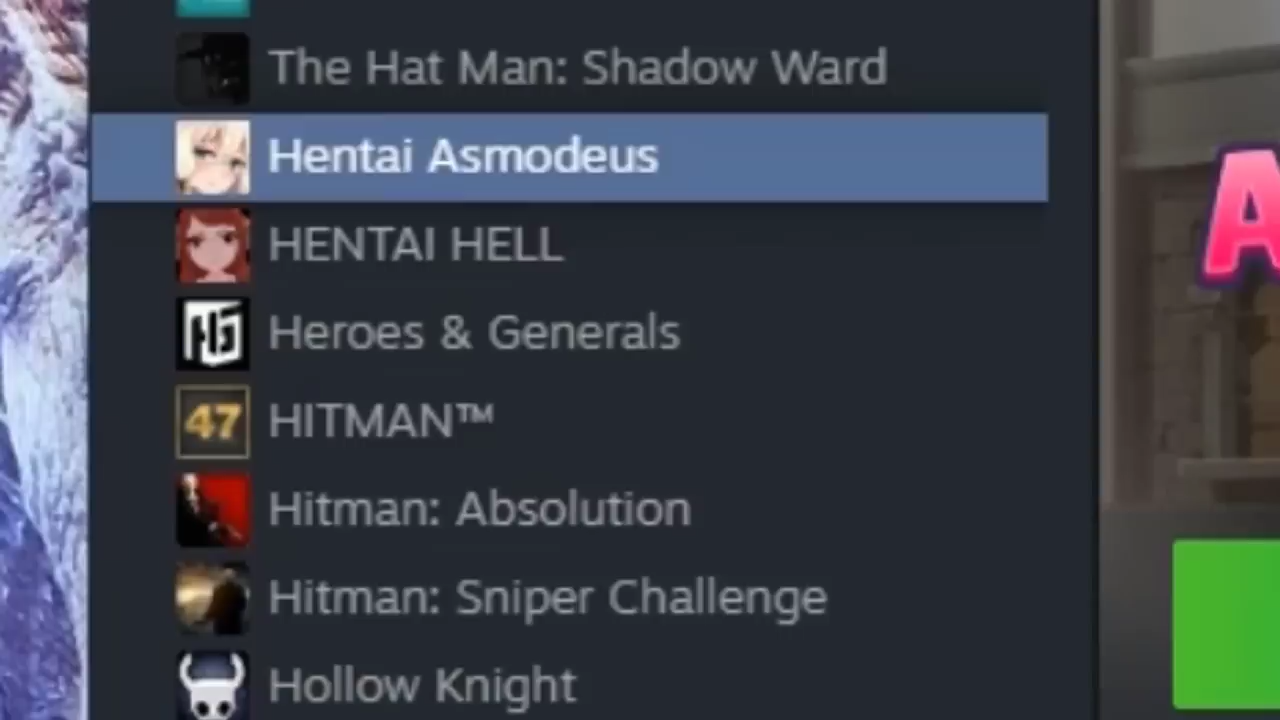 The Hat Man: Shadow Ward
Hentai Asmodeus
HENTAI HELL
Heroes & Generals
47
HITMAN™
Hitman: Absolution
Hitman: Sniper Challenge
Hollow Knight
A